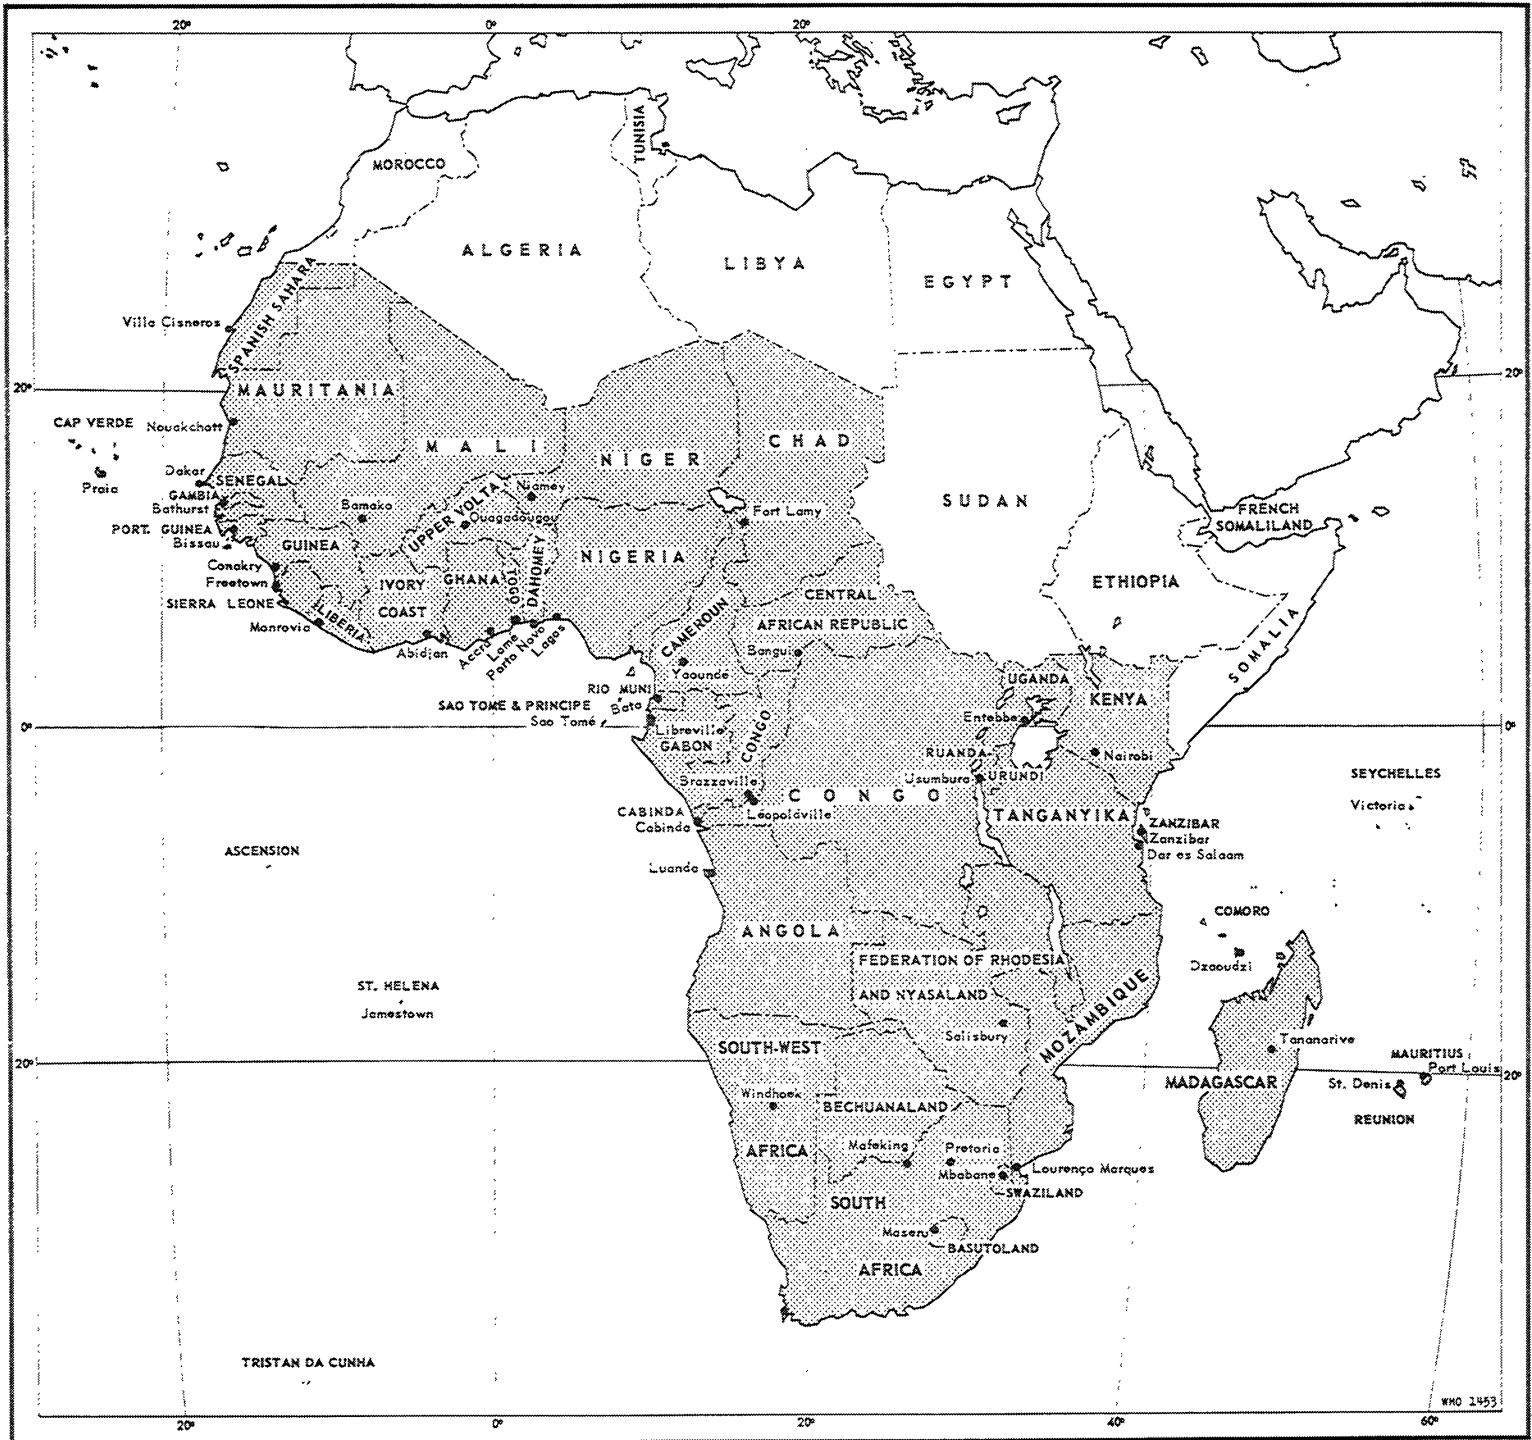 20°
0°
20°
TUNISIA
MOROCCO
ALGERIA
LIBYA
EGYPT
SPANISH SAHARA
Villa Cisneros
20°
20°
MAURITANIA
CAP VERDE
Nouakchott
MALI
NIGER
CHAD
Praia
Dakar
SENEGAL
GAMBIA
Bathurst
Bamako
UPPER VOLTA
Niamey
Ouagadougou
Fort Lamy
SUDAN
FRENCH
SOMALILAND
PORT. GUINEA
Bissau
GUINEA
NIGERIA
Conakry
Freetown
IVORY
COAST
GHANA
TOGO
DAHOMEY
ETHIOPIA
SIERRA LEONE
LIBERIA
CENTRAL
AFRICAN REPUBLIC
CAMEROUN
Monrovia
Abidjan
Accra
Lome
Porto Novo
Lagos
Bangui
Yaounde
SOMALIA
UGANDA
KENYA
RIO MUNI
Bata
SAO TOME & PRINCIPE
Sao Tomé
Entebbe
0°
0°
Libreville
GABON
CONGO
RUANDA-
URUNDI
Usumbura
Nairobi
Brazzaville
CONGO
Léopoldville
SEYCHELLES
Victoria
CABINDA
Cabinda
TANGANYIKA
ZANZIBAR
Zanzibar
Dar es Salaam
ASCENSION
Luanda
COMORO
ANGOLA
Dzaoudzi
FEDERATION OF RHODESIA
AND NYASALAND
ST. HELENA
Jamestown
MOZAMBIQUE
Salisbury
SOUTH-WEST
AFRICA
Tananarive
MADAGASCAR
MAURITIUS
Port Louis
St. Denis
REUNION
20°
20°
Windhoek
BECHUANALAND
Mafeking
Pretoria
Mbabane
Lourenço Marques
SWAZILAND
SOUTH
AFRICA
Maseru
BASUTOLAND
TRISTAN DA CUNHA
WHO 1453
20°
0°
20°
40°
60°